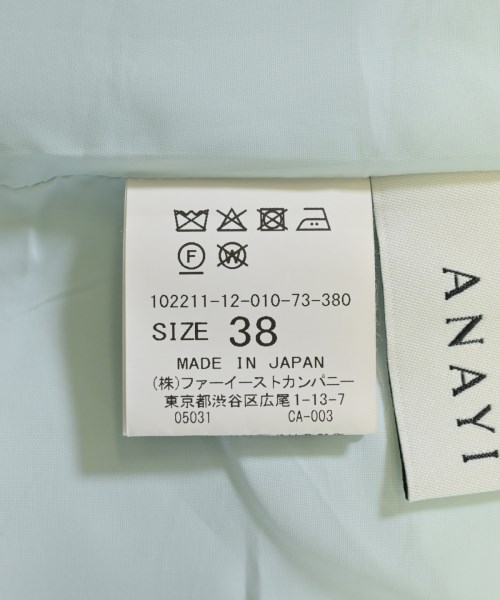 F W
102211-12-010-73-380
SIZE 38
MADE IN JAPAN
(株)ファーイーストカンパニー
東京都渋谷区広尾1-13-7
05031 CA-003
ANAYI